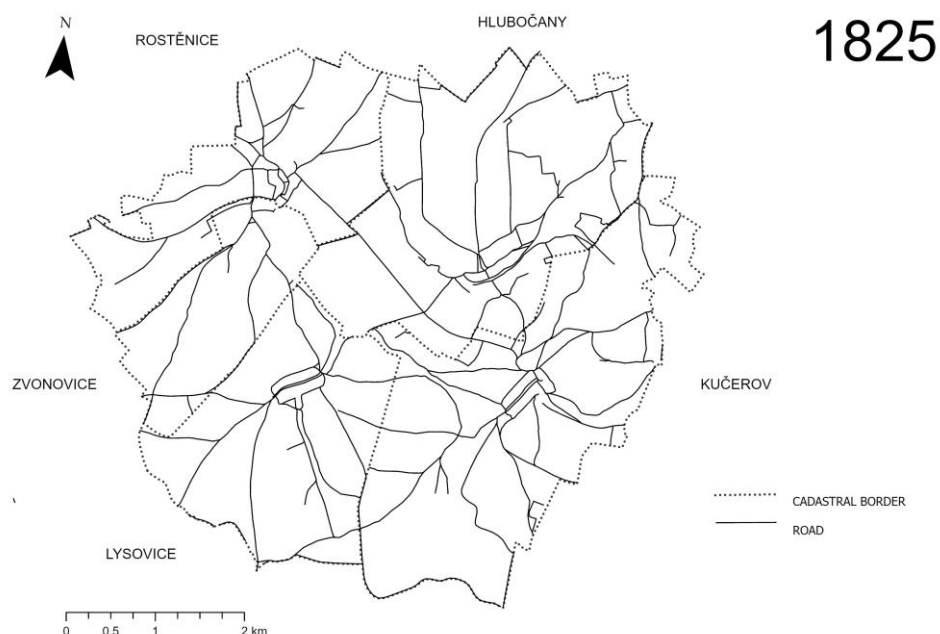 N
ROSTĚNICE
HLUBOČANY
1825
ZVONOVICE
KUČEROV
CADASTRAL BORDER
ROAD
LYSOVICE
0 0.5 1 2 km